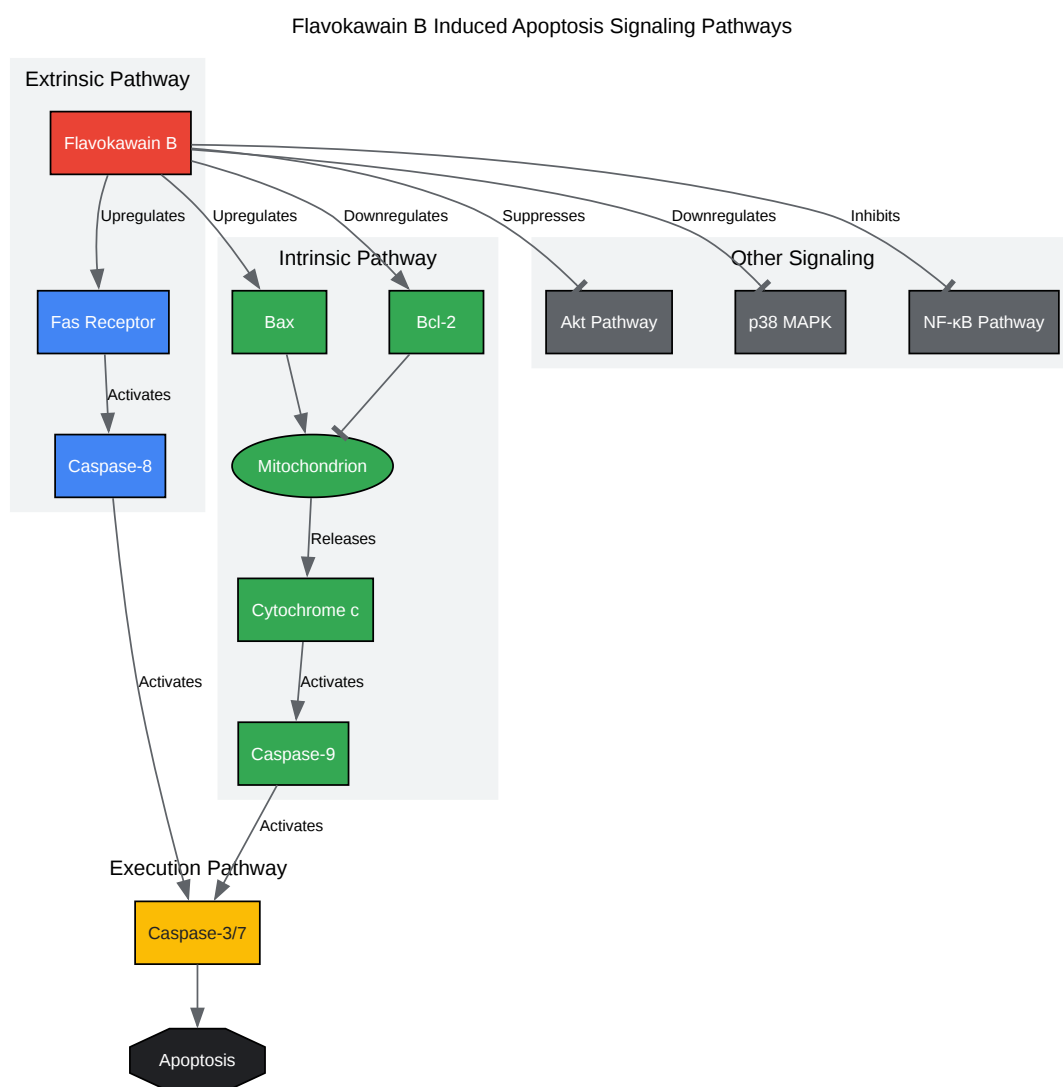 Flavokawain B Induced Apoptosis Signaling Pathways
Extrinsic Pathway
Flavokawain B
Upregulates
Upregulates
Downregulates
Suppresses
Downregulates
Inhibits
Intrinsic Pathway
Other Signaling
Fas Receptor
Bax
Bcl-2
Akt Pathway
p38 MAPK
NF-κB Pathway
Activates
Caspase-8
Mitochondrion
Releases
Cytochrome c
Activates
Activates
Caspase-9
Activates
Execution Pathway
Caspase-3/7
Apoptosis